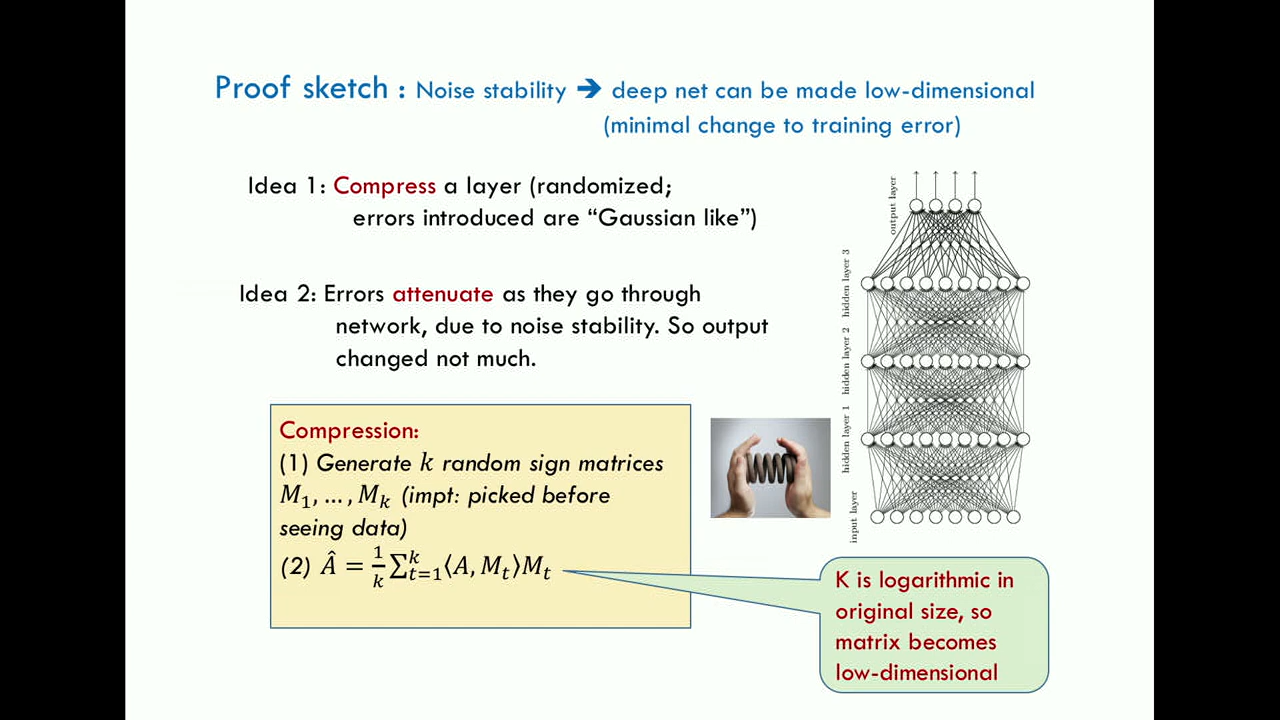 Proof sketch : Noise stability ➔ deep net can be made low-dimensional
(minimal change to training error)
Idea 1: Compress a layer (randomized;
errors introduced are “Gaussian like”)
Idea 2: Errors attenuate as they go through
network, due to noise stability. So output
changed not much.
Compression:
(1) Generate k random sign matrices
M₁, … , Mₖ (impt: picked before
seeing data)
(2) Â = 1/k ∑ᵏₜ₌₁⟨A, Mₜ⟩Mₜ
K is logarithmic in
original size, so
matrix becomes
low-dimensional
output layer
hidden layer 3
hidden layer 2
hidden layer 1
input layer